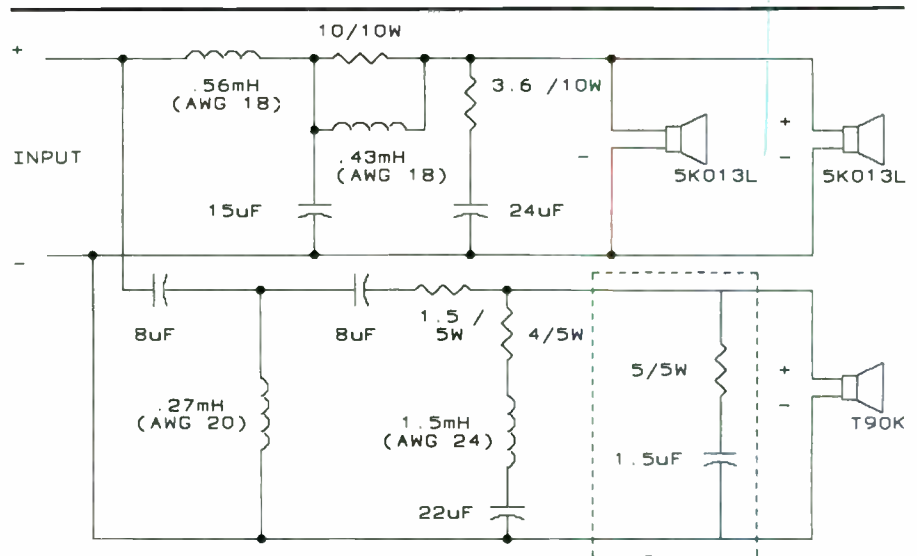 10/10W
+
.56mH
(AWG 18)
3.6 /10W
INPUT
.43mH
(AWG 18)
-
5K013L
+
-
5K013L
15uF
24uF
-
8uF
8uF
1.5 /
5W
4/5W
.27mH
(AWG 20)
1.5mH
(AWG 24)
22uF
5/5W
1.5uF
+
-
T90K